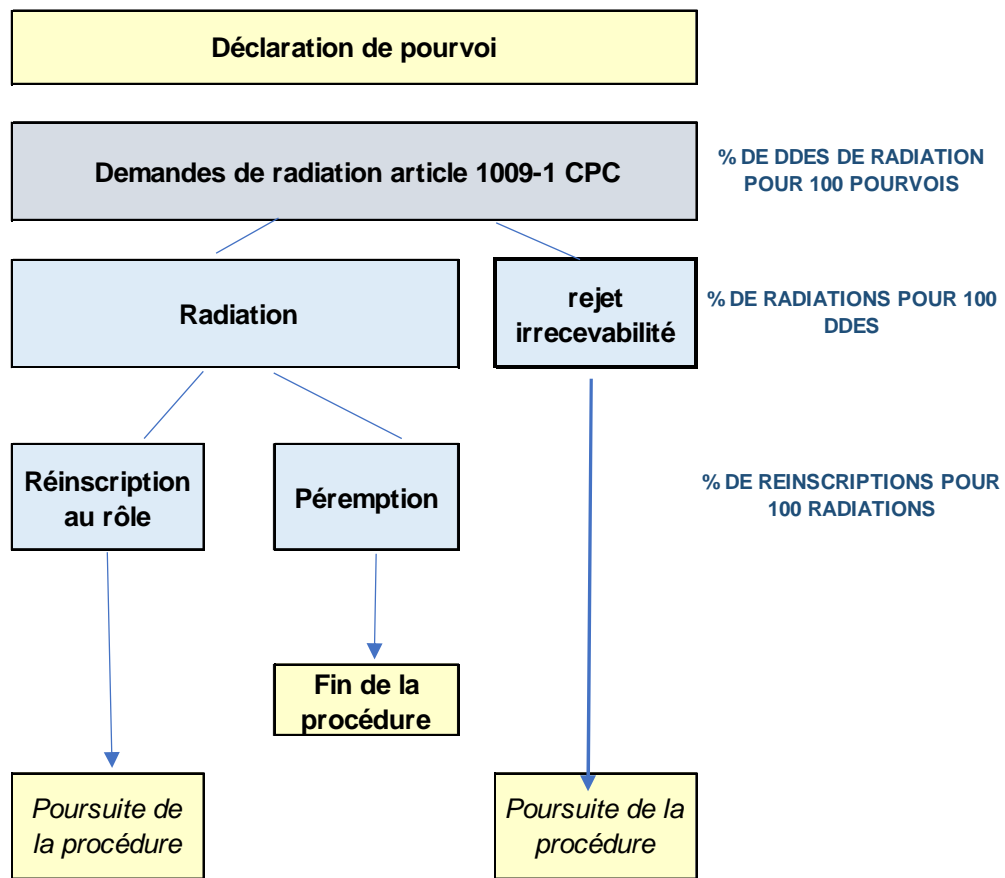 Déclaration de pourvoi
Demandes de radiation article 1009-1 CPC
% DE DDES DE RADIATION
POUR 100 POURVOIS
Radiation
rejet
irrecevabilité
% DE RADIATIONS POUR 100
DDES
Réinscription
au rôle
Péremption
% DE REINSCRIPTIONS POUR
100 RADIATIONS
Fin de la
procédure
Poursuite de
la procédure
Poursuite de la
procédure